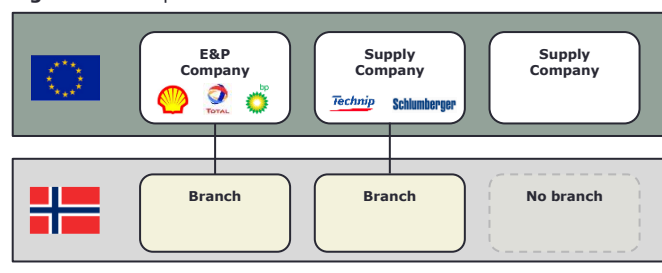 E&P
Company
TOTAL
bp
Supply
Company
Technip
Schlumberger
Supply
Company
Branch
Branch
No branch